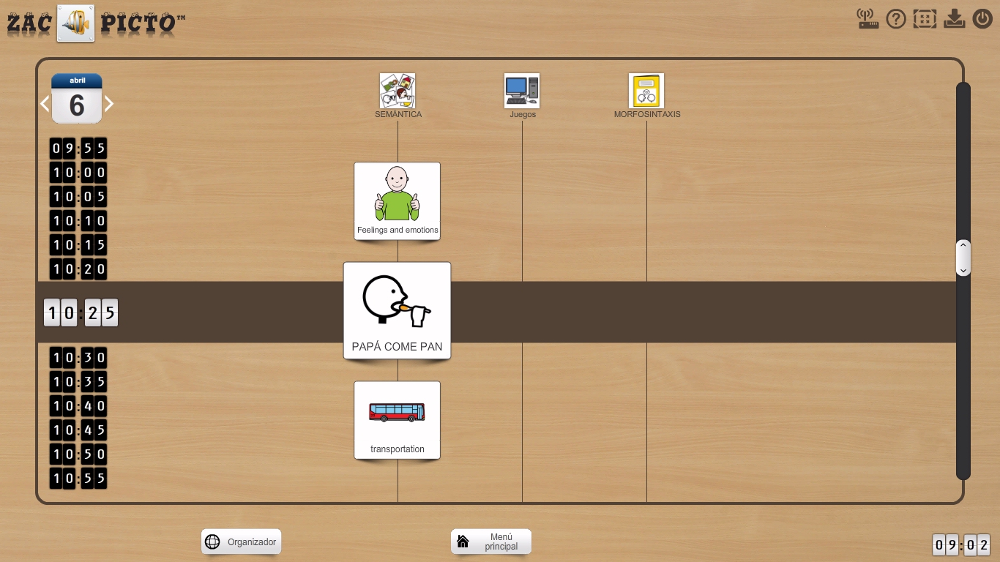 ZAC PICTO™
abril
6
SEMÁNTICA
Juegos
MORFOSINTAXIS
09:55
10:00
10:05
10:10
10:15
10:20
10:25
10:30
10:35
10:40
10:45
10:50
10:55
Feelings and emotions
PAPÁ COME PAN
transportation
Organizador
Menú
principal
09:02